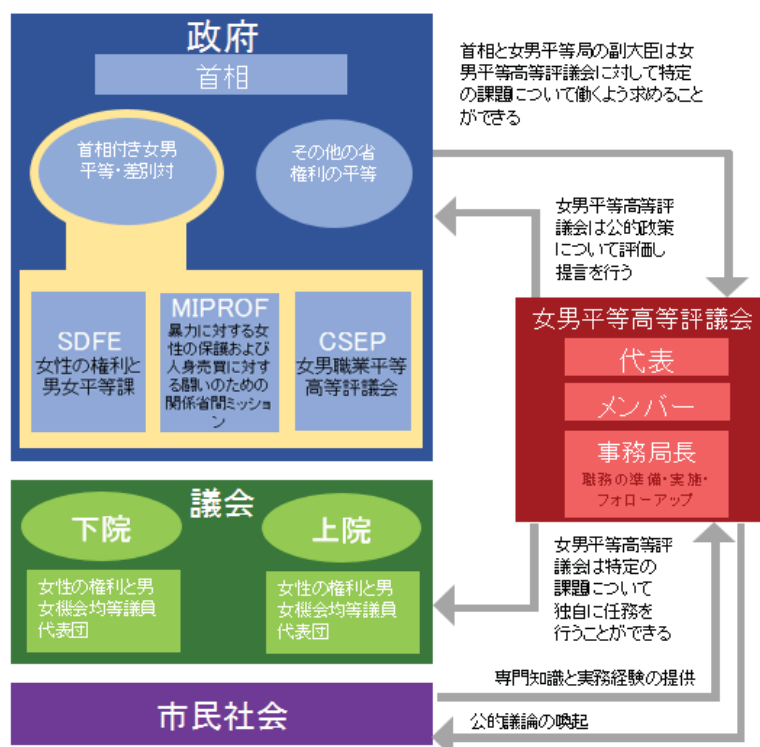 政府
首相
首相付き女男
平等・差別対
その他の省
権利の平等
SDFE
女性の権利と
男女平等課
MIPROF
暴力に対する女
性の保護および
人身売買に対す
る闘いのための
関係省間ミッショ
ン
CSEP
女男職業平等
高等評議会
首相と女男平等局の副大臣は女
男平等高等評議会に対して特定
の課題について働くよう求めること
ができる
女男平等高等評
議会は公的政策
について評価し
提言を行う
女男平等高等評議会
代表
メンバー
事務局長
職務の準備・実施・
フォローアップ
議会
下院
上院
女性の権利と男
女機会均等議員
代表団
女性の権利と男
女機会均等議員
代表団
女男平等高等評
議会は特定の
課題について
独自に任務を
行うことができる
専門知識と実務経験の提供
市民社会
公的議論の喚起